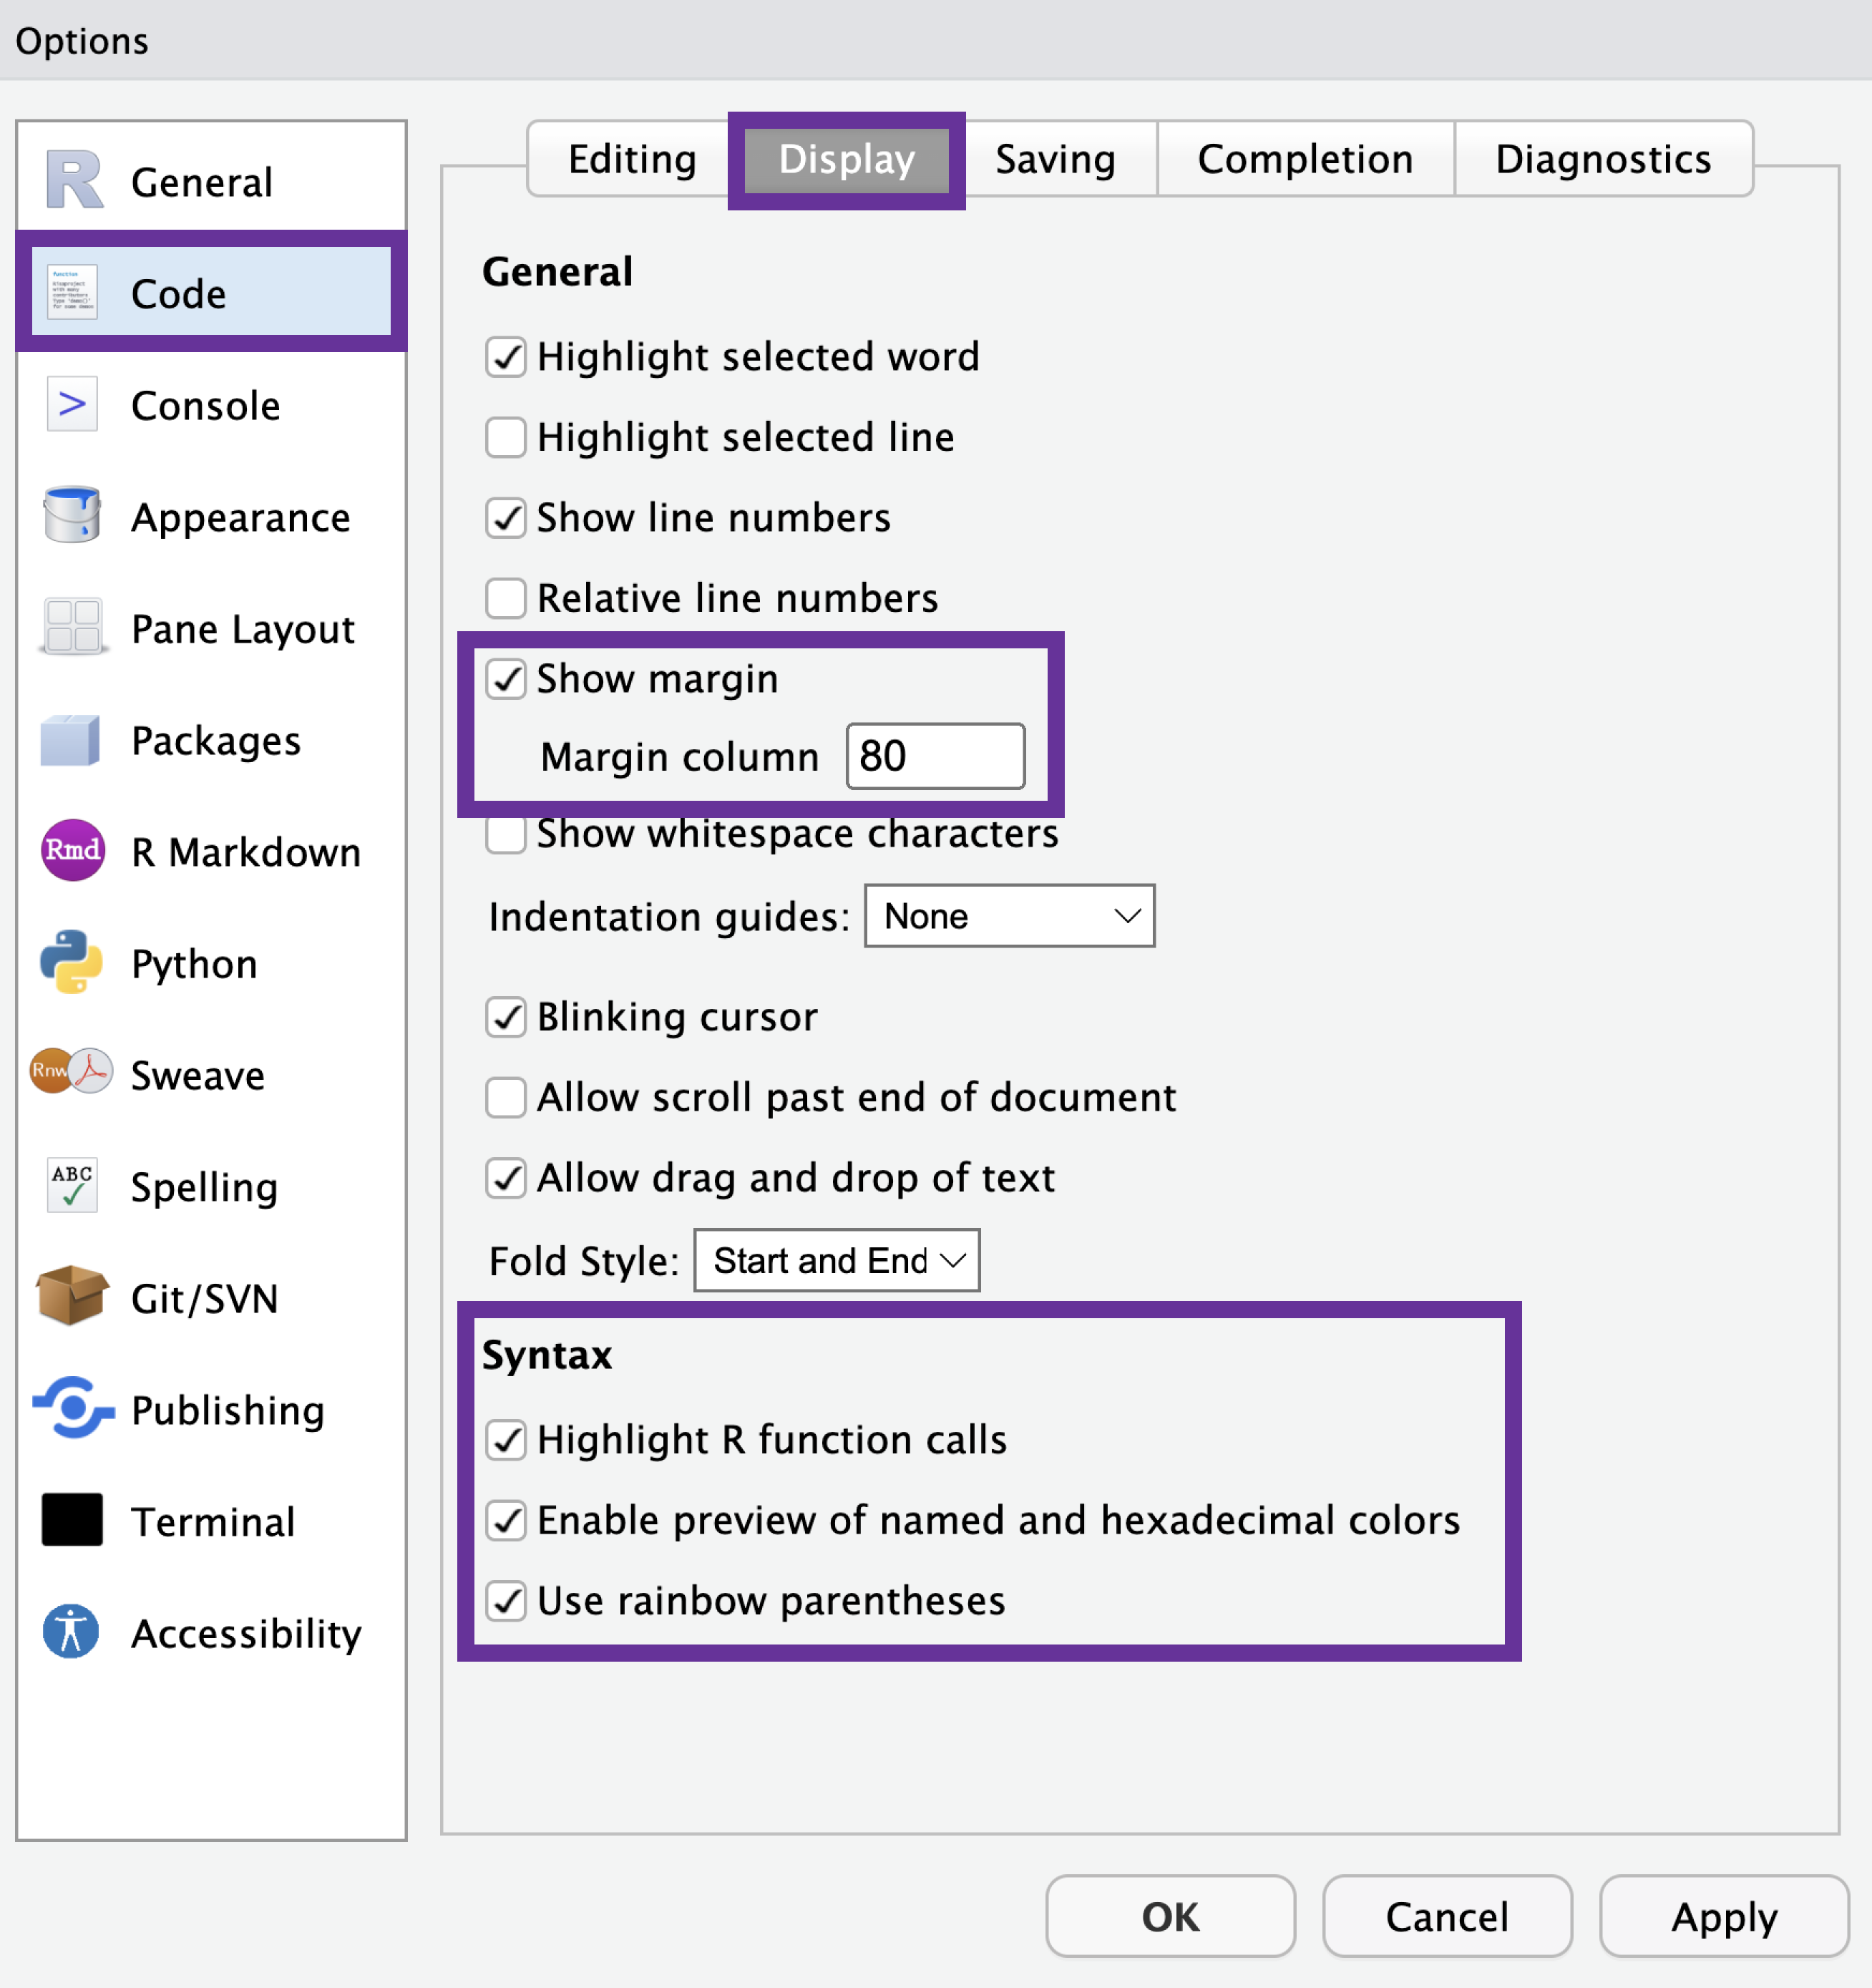 Options
General
Code
Console
Appearance
Pane Layout
Packages
Rmd
R Markdown
Python
Rnw
Sweave
ABC
Spelling
Git/SVN
Publishing
Terminal
Accessibility
Editing Display Saving Completion Diagnostics
General
Highlight selected word
Highlight selected line
Show line numbers
Relative line numbers
Show margin
Margin column 80
Show whitespace characters
Indentation guides: None
Blinking cursor
Allow scroll past end of document
Allow drag and drop of text
Fold Style: Start and End
Syntax
Highlight R function calls
Enable preview of named and hexadecimal colors
Use rainbow parentheses
OK Cancel Apply